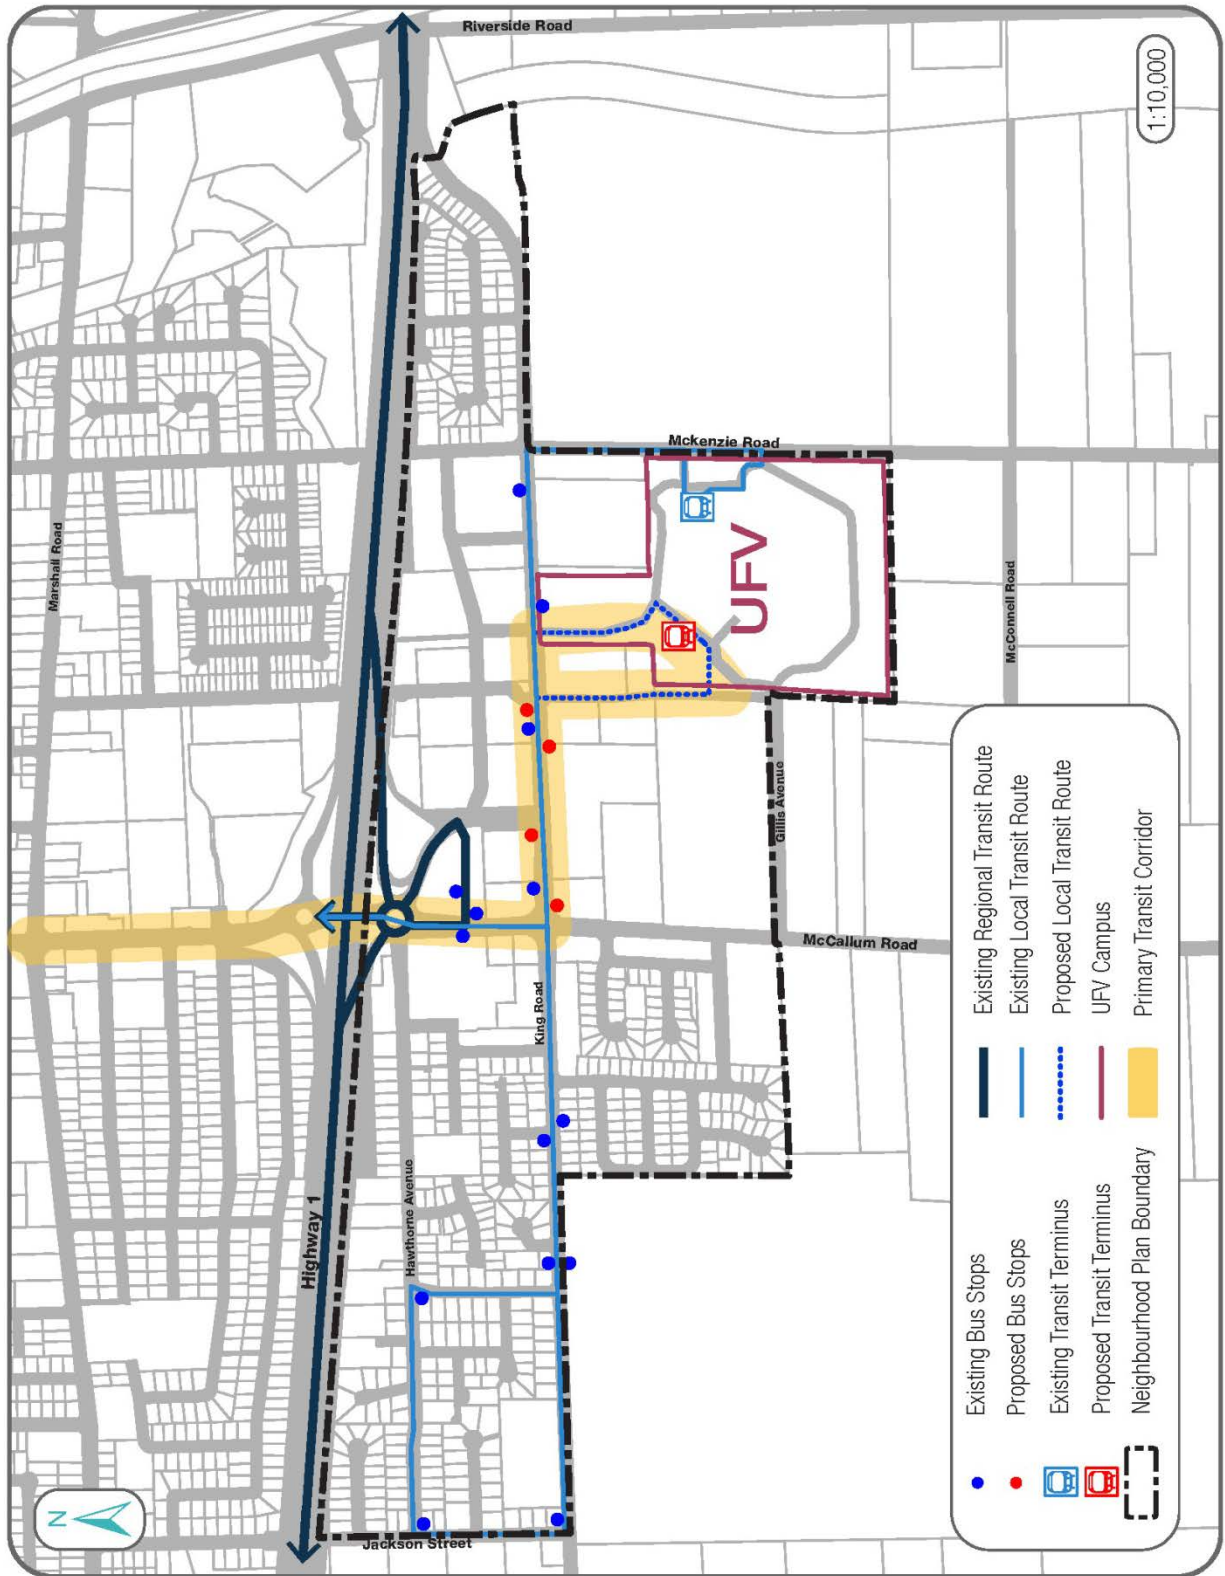 Riverside Road
1:10,000
Marshall Road
Mckenzie Road
UFV
McConnell Road
Gillis Avenue
McCallum Road
King Road
Hawthorne Avenue
Highway 1
Jackson Street
N
Existing Bus Stops
Proposed Bus Stops
Existing Transit Terminus
Proposed Transit Terminus
Neighbourhood Plan Boundary
Existing Regional Transit Route
Existing Local Transit Route
Proposed Local Transit Route
UFV Campus
Primary Transit Corridor